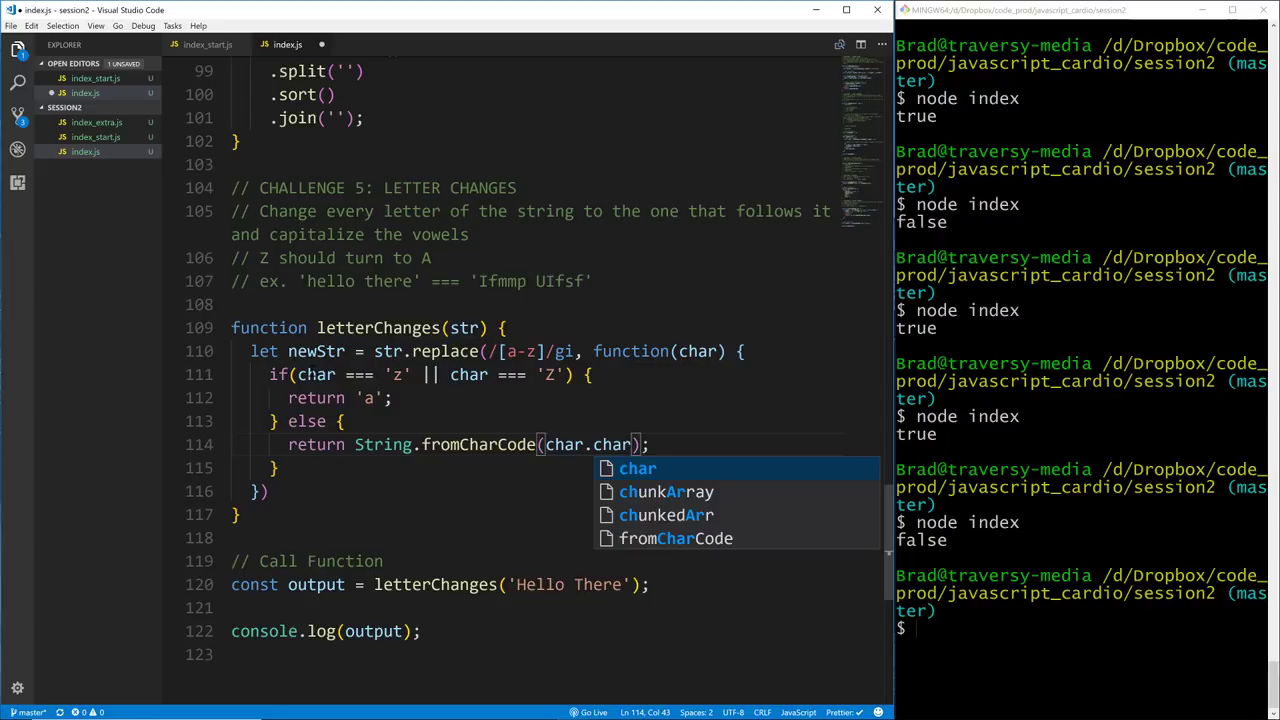 index.js - session2 - Visual Studio Code
File Edit Selection View Go Debug Tasks Help
EXPLORER
OPEN EDITORS 1 UNSAVED
index_start.js U
index.js U
SESSION2
index_extra.js U
index_start.js U
index.js U
1
3
index_start.js index.js
99 .split('')
100 .sort()
101 .join('');
102 }
103
104 // CHALLENGE 5: LETTER CHANGES
105 // Change every letter of the string to the one that follows it
and capitalize the vowels
106 // Z should turn to A
107 // ex. 'hello there' === 'Ifmmp UIfsf'
108
109 function letterChanges(str) {
110 let newStr = str.replace(/[a-z]/gi, function(char) {
111 if(char === 'z' || char === 'Z') {
112 return 'a';
113 } else {
114 return String.fromCharCode(char.char);
115 }
116 })
117 }
118
119 // Call Function
120 const output = letterChanges('Hello There');
121
122 console.log(output);
123
char
chunkArray
chunkedArr
fromCharCode
master* 0 0
Go Live Ln 114, Col 43 Spaces: 2 UTF-8 CRLF JavaScript Prettier: ✓
MINGW64:/d/Dropbox/code_prod/javascript_cardio/session2
Brad@traversy-media /d/Dropbox/code_
prod/javascript_cardio/session2 (mas
ter)
$ node index
true
Brad@traversy-media /d/Dropbox/code_
prod/javascript_cardio/session2 (mas
ter)
$ node index
false
Brad@traversy-media /d/Dropbox/code_
prod/javascript_cardio/session2 (mas
ter)
$ node index
true
Brad@traversy-media /d/Dropbox/code_
prod/javascript_cardio/session2 (mas
ter)
$ node index
true
Brad@traversy-media /d/Dropbox/code_
prod/javascript_cardio/session2 (mas
ter)
$ node index
false
Brad@traversy-media /d/Dropbox/code_
prod/javascript_cardio/session2 (mas
ter)
$